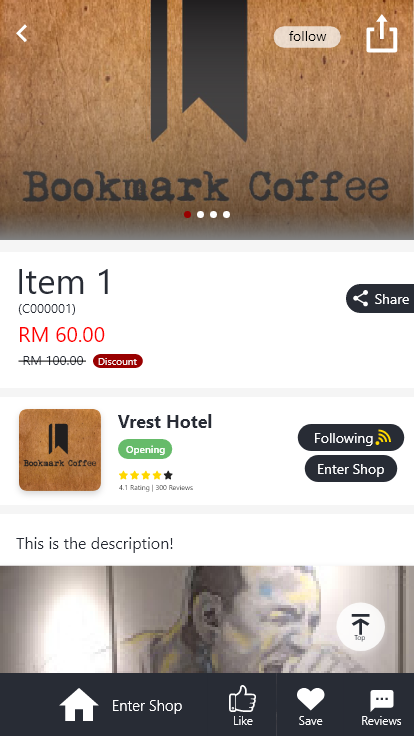 follow
Bookmark Coffee
Item 1
(C000001)
Share
RM 60.00
RM 100.00 Discount
Bookmark Coffee
Vrest Hotel
Opening
4.1 Rating | 300 Reviews
Following
Enter Shop
This is the description!
Top
Enter Shop
Like
Save
Reviews